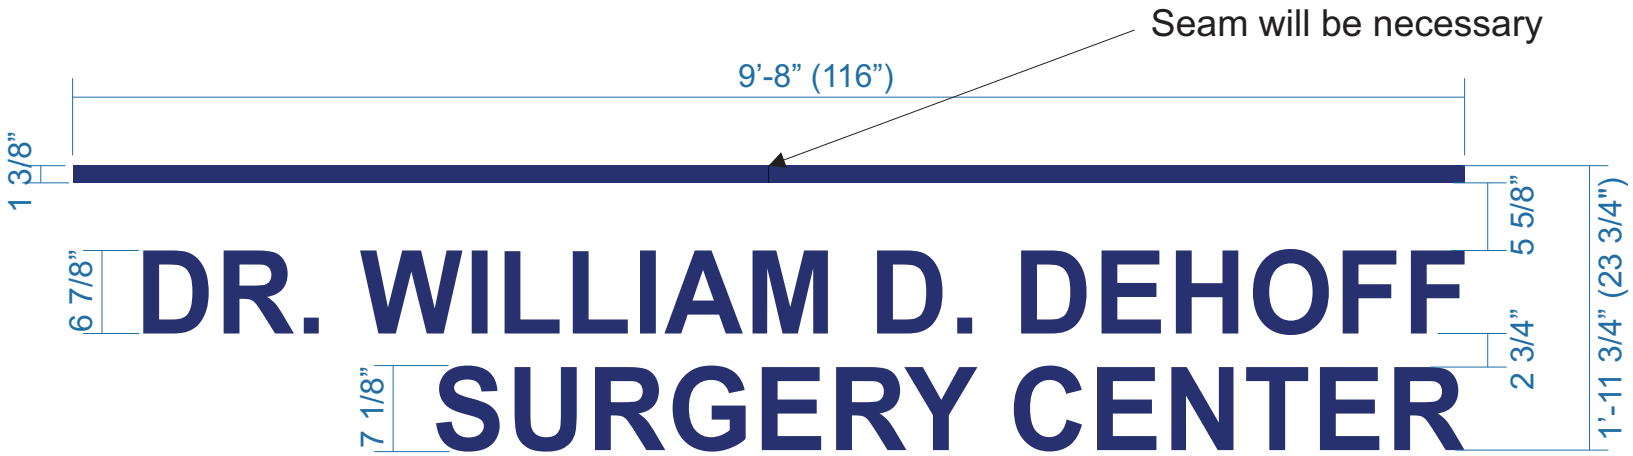 Seam will be necessary
9’-8” (116”)
1 3/8”
5 5/8”
6 7/8”
DR. WILLIAM D. DEHOFF
2 3/4”
1’-11 3/4” (23 3/4")
7 1/8”
SURGERY CENTER